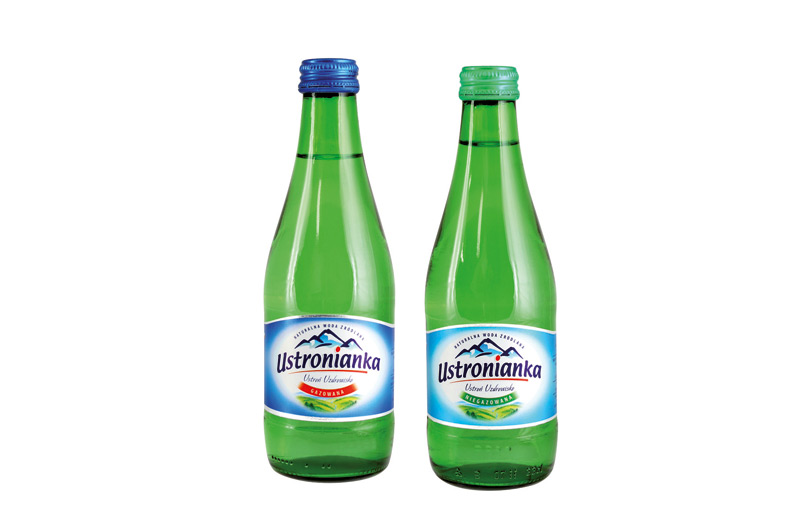 NATURALNA WODA ŹRÓDLANA
Ustronianka
Ustroń Uzdrowisko
GAZOWANA
NATURALNA WODA ŹRÓDLANA
Ustronianka
Ustroń Uzdrowisko
NIEGAZOWANA